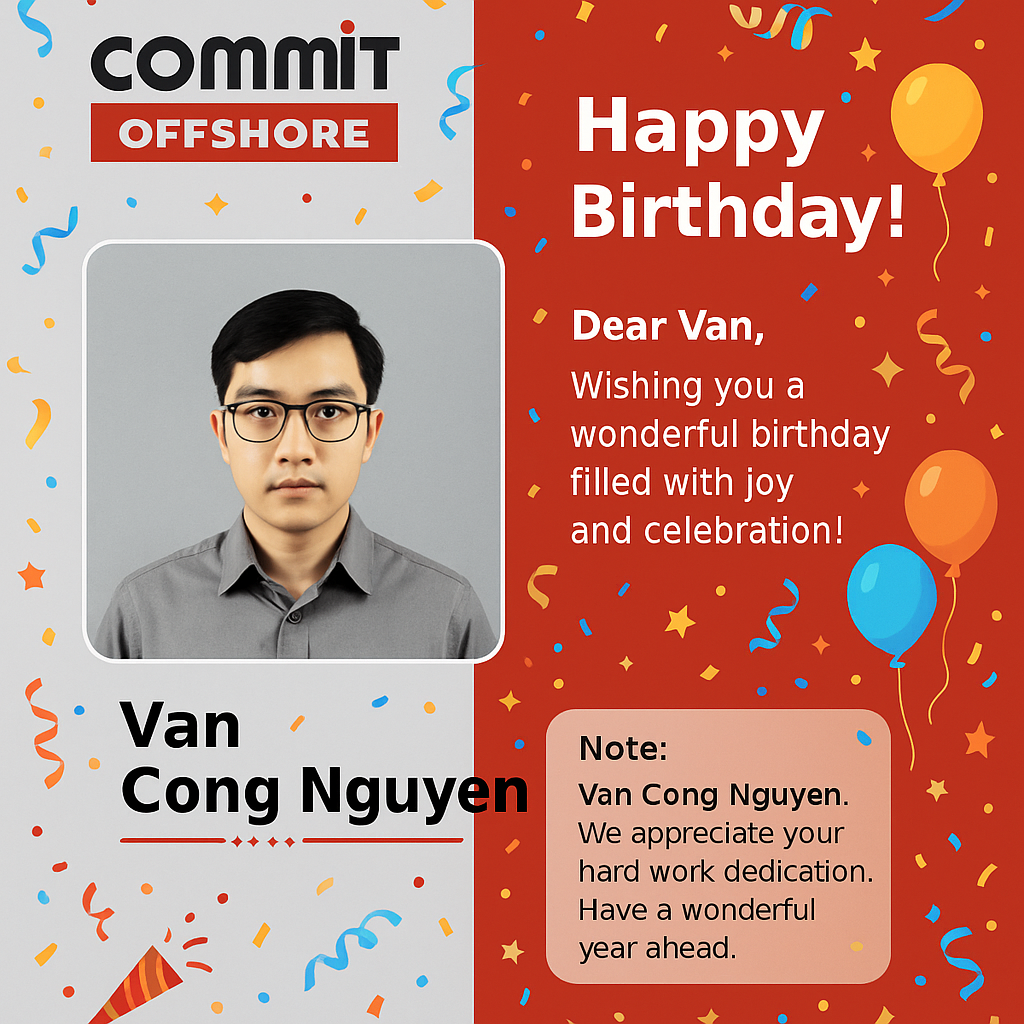 COMMIT
OFFSHORE
Happy
Birthday!
Dear Van,
Wishing you a
wonderful birthday
filled with joy
and celebration!
Van
Cong Nguyen
Note:
Van Cong Nguyen.
We appreciate your
hard work dedication.
Have a wonderful
year ahead.